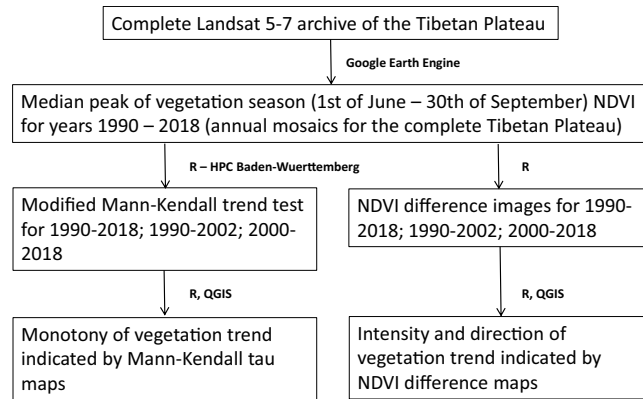 Complete Landsat 5-7 archive of the Tibetan Plateau
Google Earth Engine
Median peak of vegetation season (1st of June – 30th of September) NDVI
for years 1990 – 2018 (annual mosaics for the complete Tibetan Plateau)
R – HPC Baden-Wuerttemberg
R
Modified Mann-Kendall trend test
for 1990-2018; 1990-2002; 2000-
2018
NDVI difference images for 1990-
2018; 1990-2002; 2000-2018
R, QGIS
R, QGIS
Monotony of vegetation trend
indicated by Mann-Kendall tau
maps
Intensity and direction of
vegetation trend indicated by
NDVI difference maps